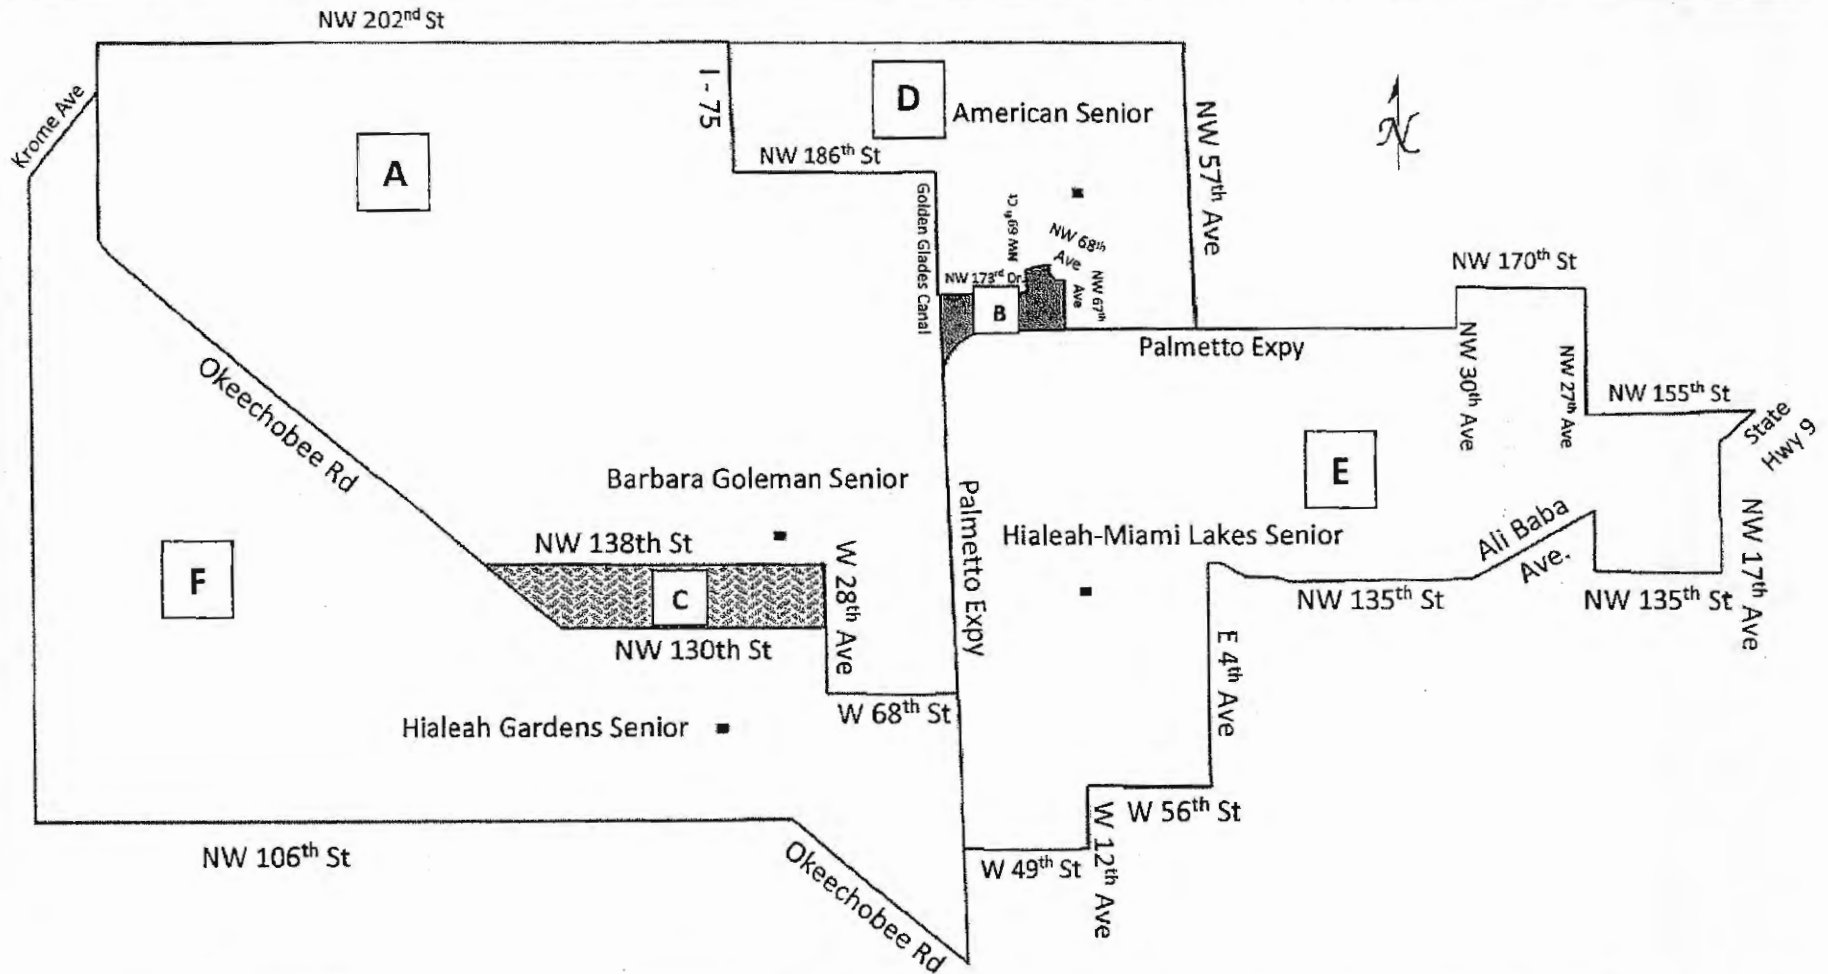 NW 202nd St
Krome Ave
I - 75
D
American Senior
NW 57th Ave
N
A
NW 186th St
Golden Glades Canal
NW 69th Ct
NW 68th
Ave
NW 67th
Ave
NW 173rd Dr.
B
NW 170th St
Palmetto Expy
NW 30th Ave
NW 27th Ave
NW 155th St
State
Hwy 9
Okeechobee Rd
E
Barbara Goleman Senior
Palmetto Expy
Hialeah-Miami Lakes Senior
Ali Baba
Ave.
NW 17th Ave
NW 138th St
F
C
W 28th Ave
NW 135th St
NW 135th St
NW 130th St
E 4th Ave
W 68th St
Hialeah Gardens Senior
W 56th St
W 12th Ave
NW 106th St
W 49th St
Okeechobee Rd